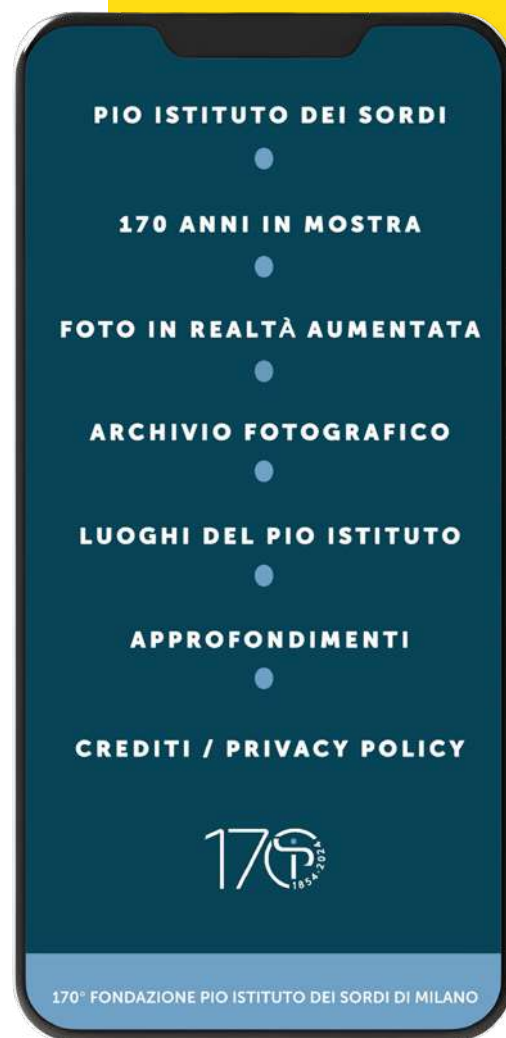 PIO ISTITUTO DEI SORDI
170 ANNI IN MOSTRA
FOTO IN REALTÀ AUMENTATA
ARCHIVIO FOTOGRAFICO
LUOGHI DEL PIO ISTITUTO
APPROFONDIMENTI
CREDITI / PRIVACY POLICY
170
1854·2024
170° FONDAZIONE PIO ISTITUTO DEI SORDI DI MILANO